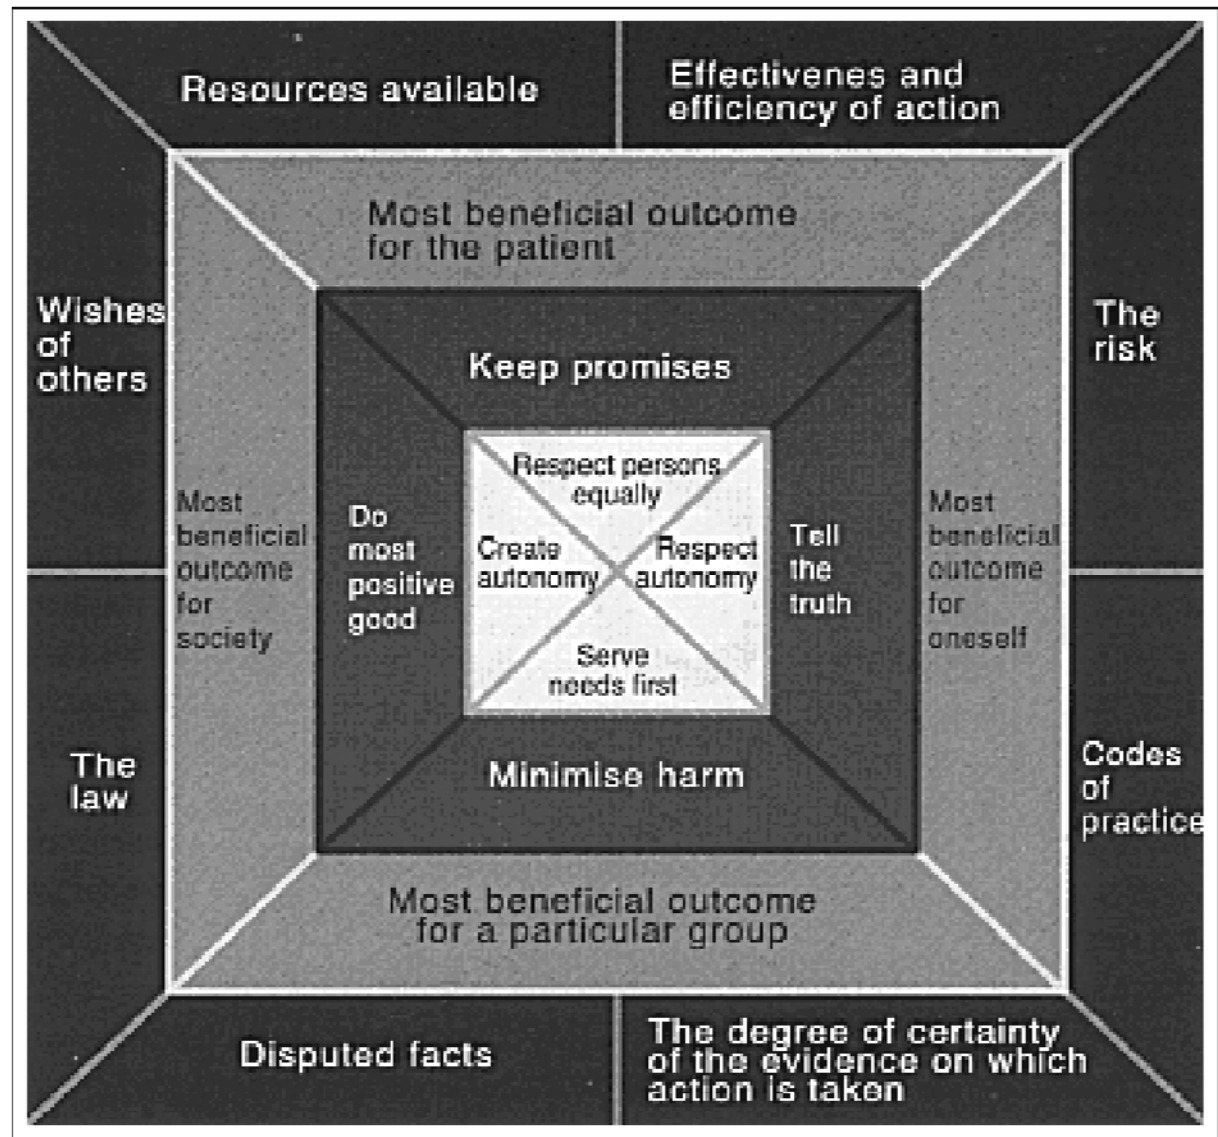 Resources available
Effectivenes and
efficiency of action
Most beneficial outcome
for the patient
Wishes
of
others
The
risk
Keep promises
Respect persons
equally
Most
beneficial
outcome
for
society
Do
most
positive
good
Create
autonomy
Respect
autonomy
Tell
the
truth
Most
beneficial
outcome
for
oneself
Serve
needs first
The
law
Minimise harm
Codes
of
practice
Most beneficial outcome
for a particular group
Disputed facts
The degree of certainty
of the evidence on which
action is taken